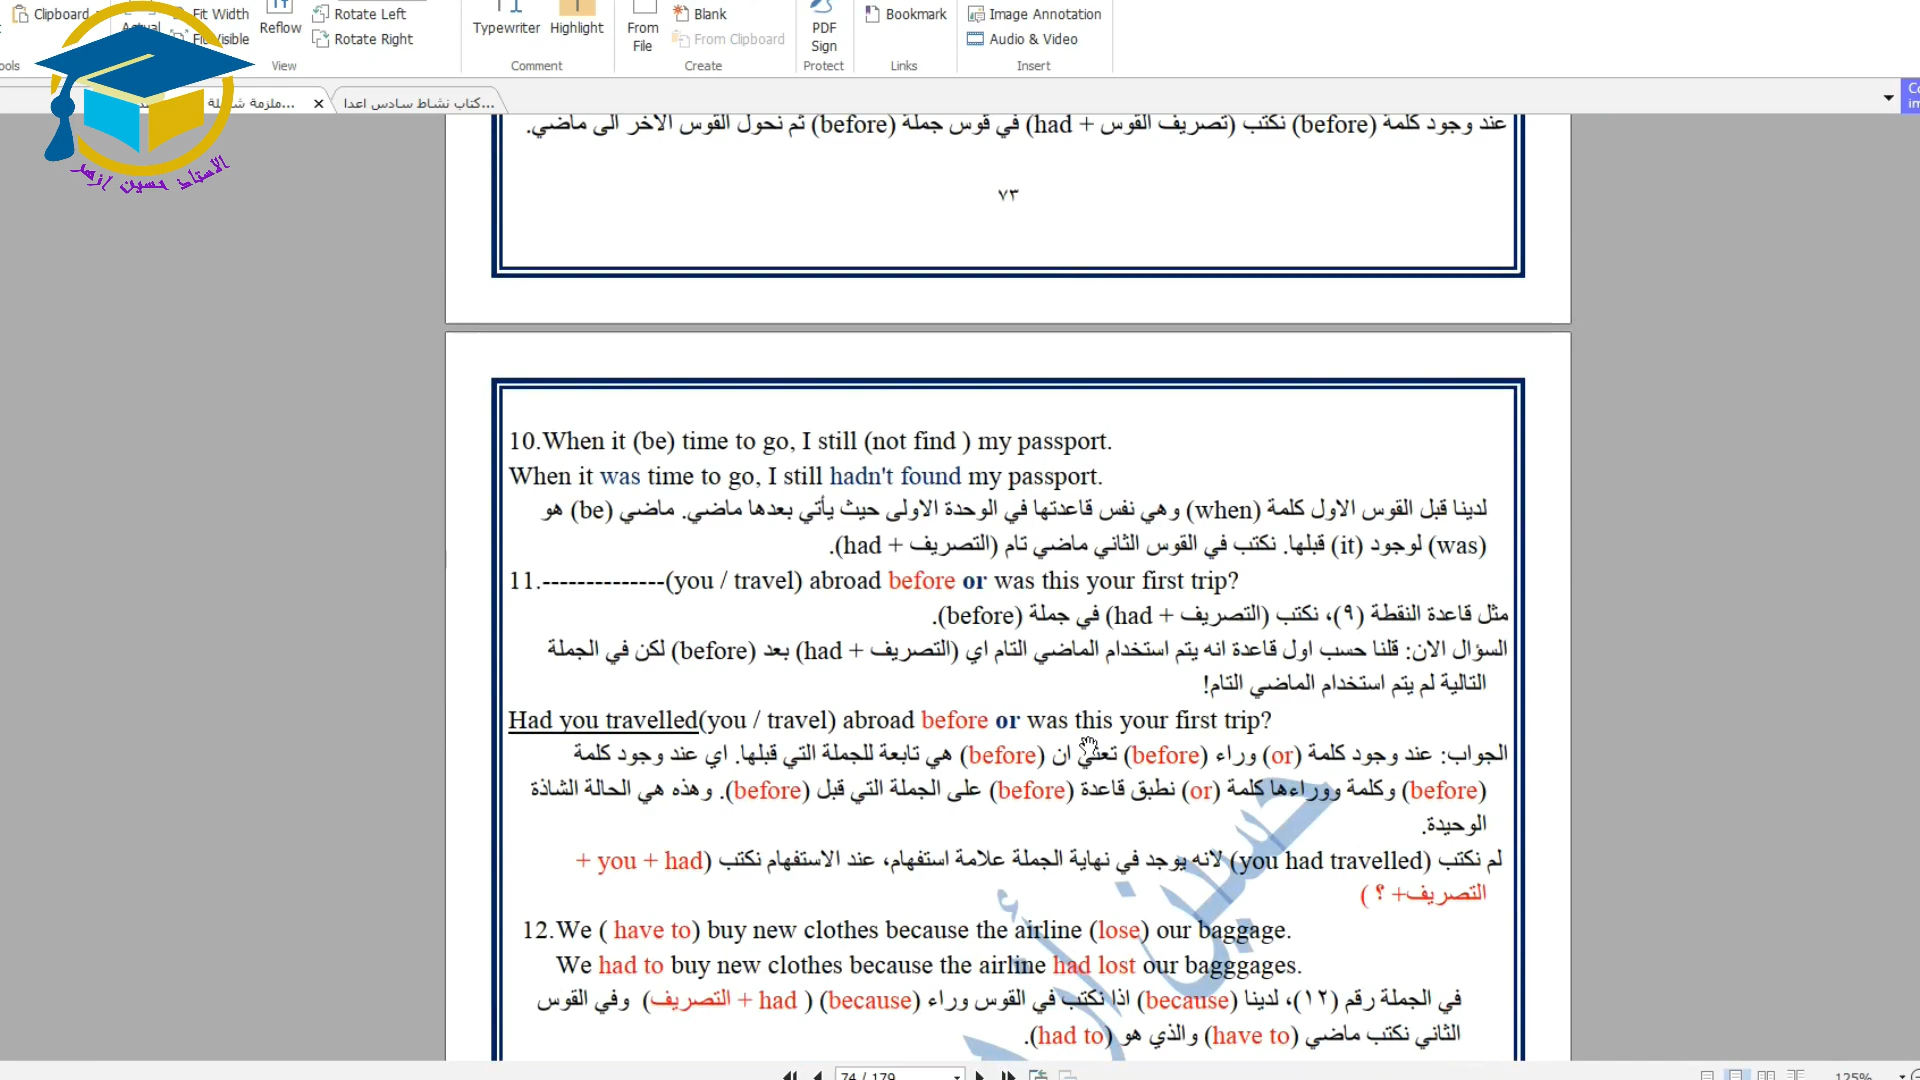 Clipboard
Actual
Fit Width
Fit Visible
Reflow
Rotate Left
Rotate Right
View
Typewriter
Highlight
Comment
From File
Blank
From Clipboard
Create
PDF Sign
Protect
Bookmark
Links
Image Annotation
Audio & Video
Insert
الاستاذ حسين ازهر
ملزمة ش...
كتاب نشاط سادس اعدا...
عند وجود كلمة (before) نكتب (تصريف القوس + had) في قوس جملة (before) ثم نحول القوس الاخر الى ماضي.
٧٣
10.When it (be) time to go, I still (not find ) my passport.
When it was time to go, I still hadn't found my passport.
لدينا قبل القوس الاول كلمة (when) وهي نفس قاعدتها في الوحدة الاولى حيث يأتي بعدها ماضي. ماضي (be) هو
(was) لوجود (it) قبلها. نكتب في القوس الثاني ماضي تام (التصريف + had).
11.--------------(you / travel) abroad before or was this your first trip?
مثل قاعدة النقطة (٩)، نكتب (التصريف + had) في جملة (before).
السؤال الان: قلنا حسب اول قاعدة انه يتم استخدام الماضي التام اي (التصريف + had) بعد (before) لكن في الجملة
التالية لم يتم استخدام الماضي التام!
Had you travelled(you / travel) abroad before or was this your first trip?
الجواب: عند وجود كلمة (or) وراء (before) تعني ان (before) هي تابعة للجملة التي قبلها. اي عند وجود كلمة
(before) وكلمة ووراءها كلمة (or) نطبق قاعدة (before) على الجملة التي قبل (before). وهذه هي الحالة الشاذة
الوحيدة.
لم نكتب (you had travelled) لانه يوجد في نهاية الجملة علامة استفهام، عند الاستفهام نكتب (you + had +
التصريف+ ؟ )
12.We ( have to) buy new clothes because the airline (lose) our baggage.
We had to buy new clothes because the airline had lost our bagggages.
في الجملة رقم (١٢)، لدينا (because) اذا نكتب في القوس وراء (because) ( التصريف + had) وفي القوس
الثاني نكتب ماضي (have to) والذي هو (had to).
74 / 179
125%